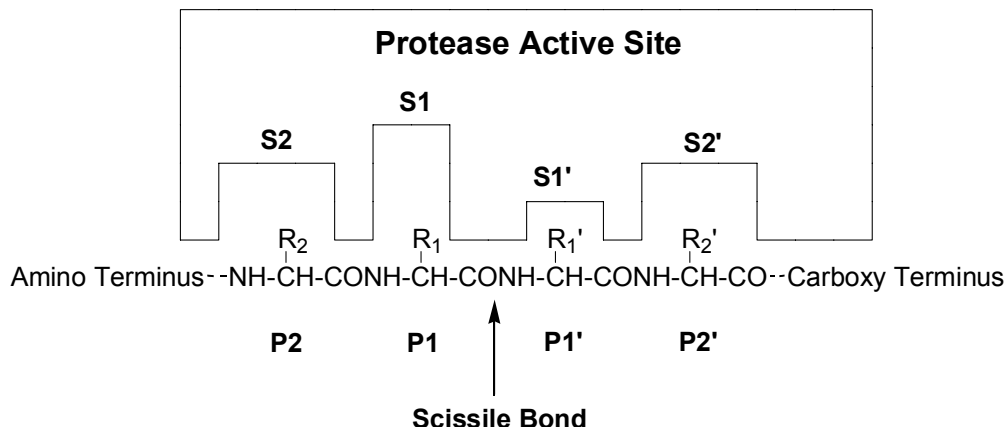 Protease Active Site
S1
S2 S2'
S1'
R₂ R₁ R₁' R₂'
Amino Terminus--NH-CH-CONH-CH-CONH-CH-CONH-CH-CO--Carboxy Terminus
P2 P1 P1' P2'
Scissile Bond